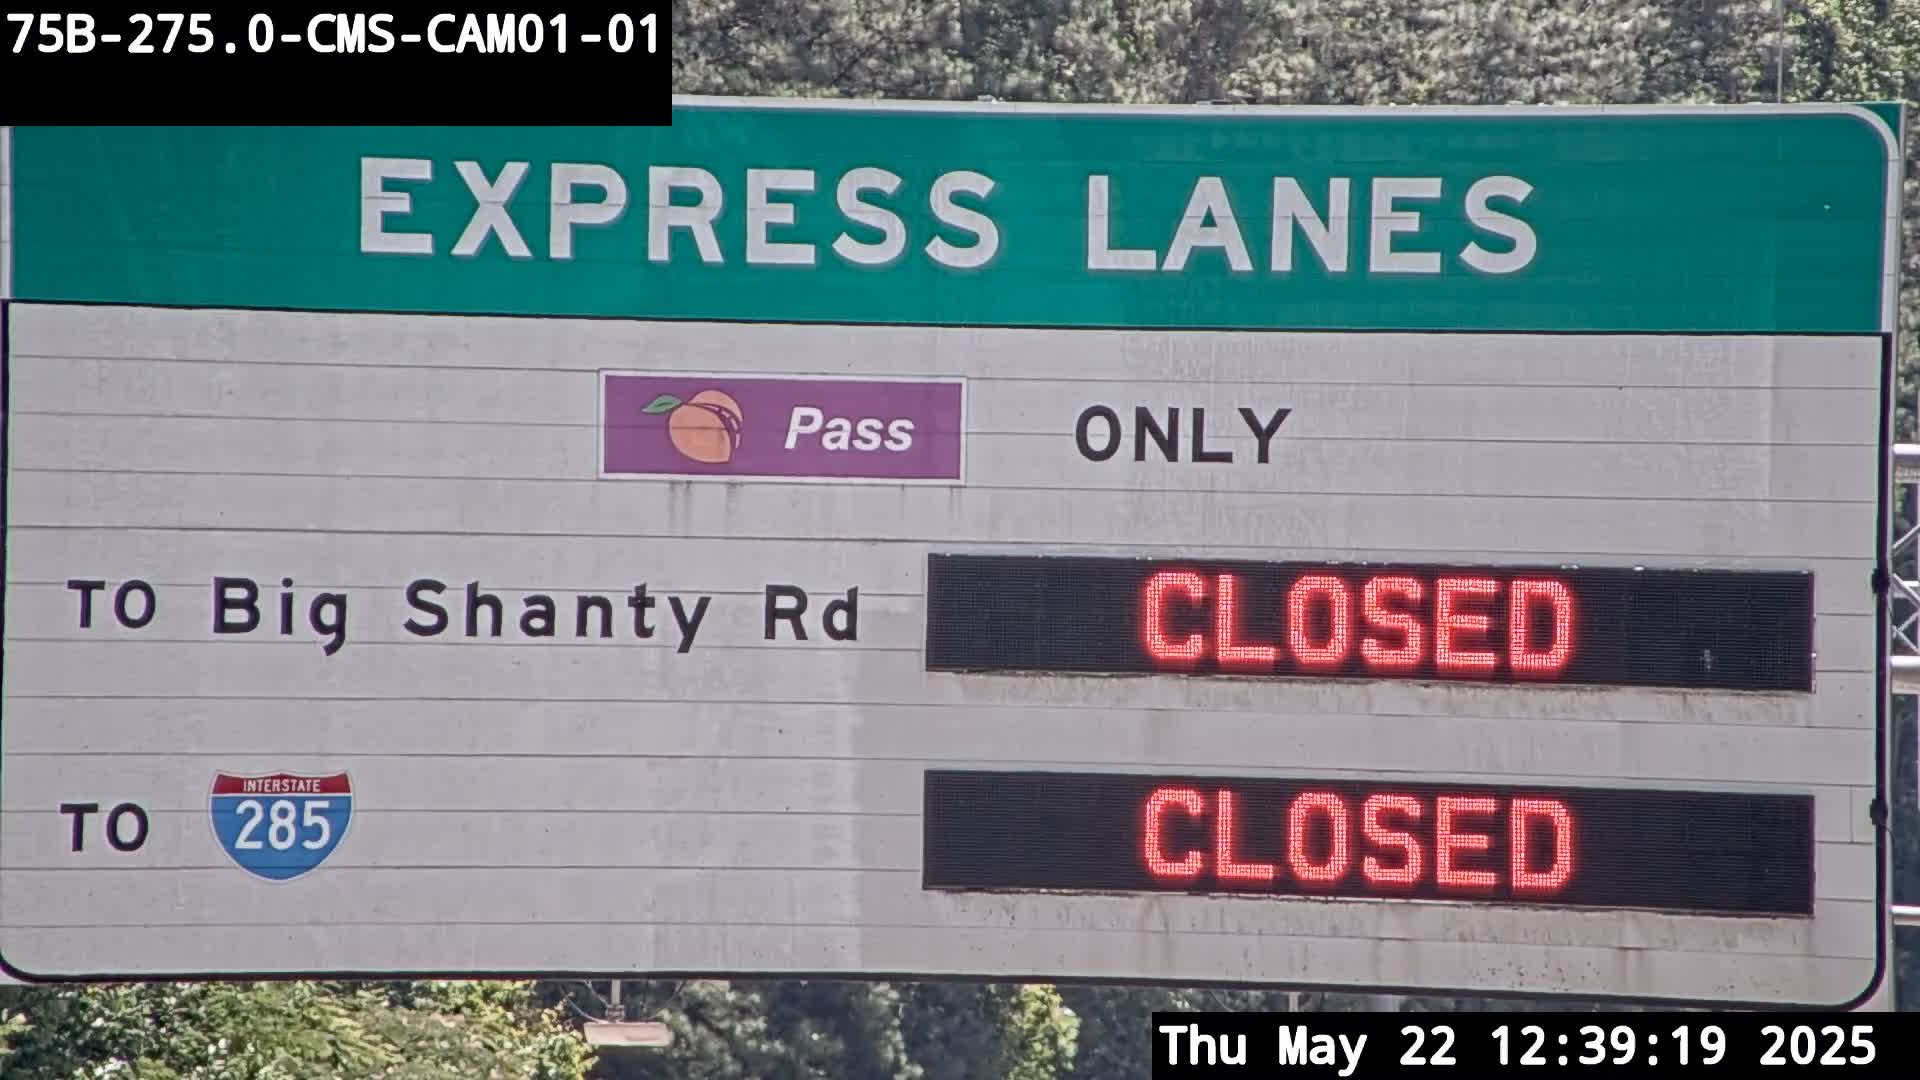 75B-275.0-CMS-CAM01-01
EXPRESS LANES
Pass ONLY
TO Big Shanty Rd CLOSED
TO INTERSTATE 285 CLOSED
Thu May 22 12:39:19 2025